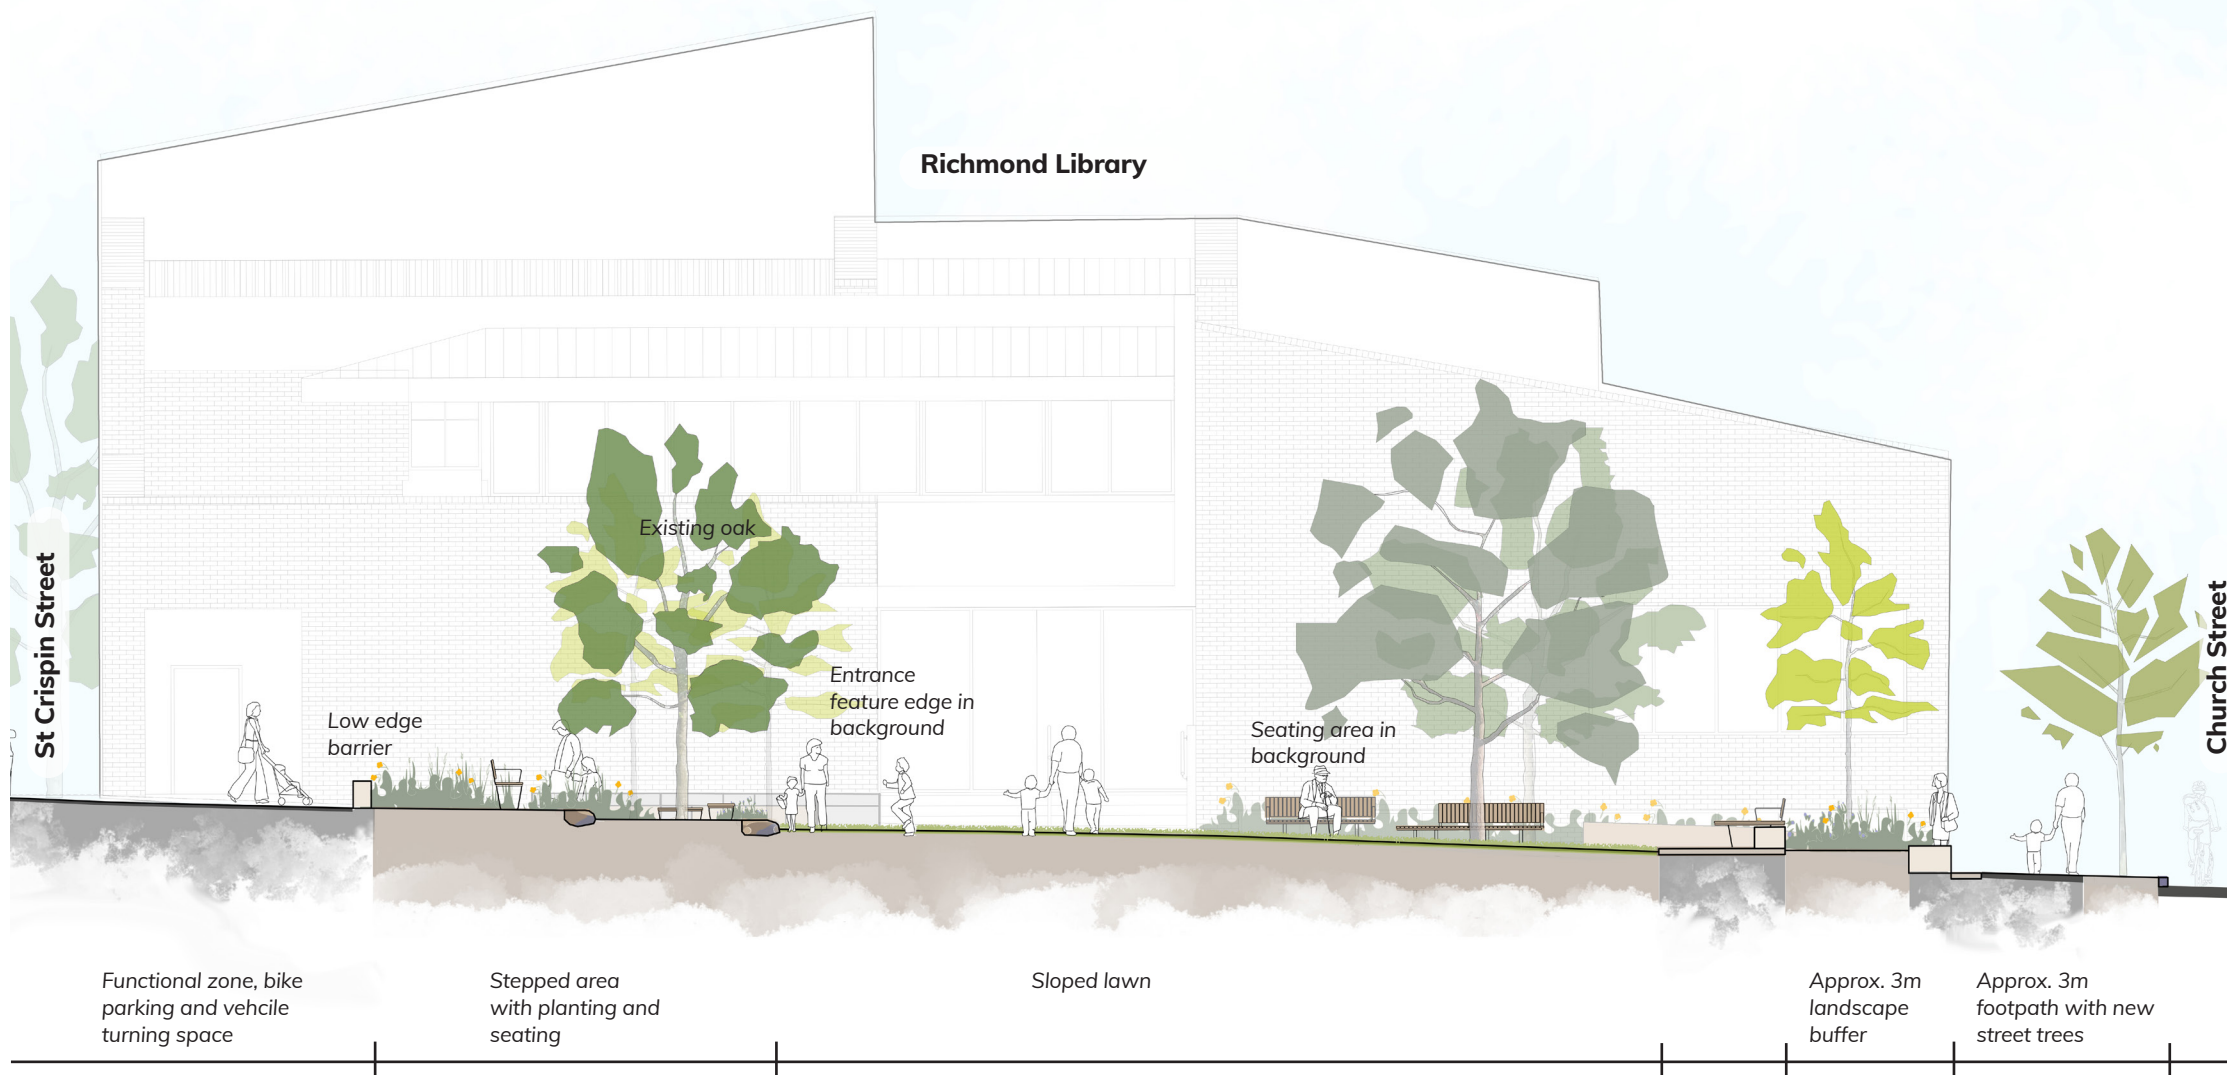 Richmond Library
St Crispin Street
Existing oak
Low edge
barrier
Entrance
feature edge in
background
Seating area in
background
Church Street
Functional zone, bike
parking and vehcile
turning space
Stepped area
with planting and
seating
Sloped lawn
Approx. 3m
landscape
buffer
Approx. 3m
footpath with new
street trees